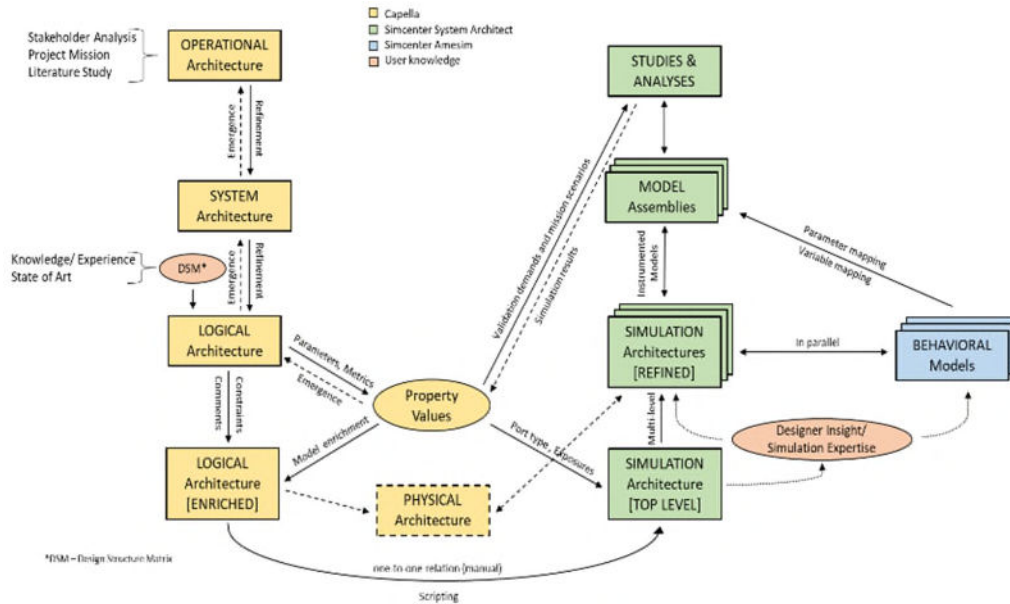 Capella
Simcenter System Architect
Simcenter Amesim
User knowledge
Stakeholder Analysis
Project Mission
Literature Study
OPERATIONAL
Architecture
STUDIES &
ANALYSES
Emergence
Refinement
SYSTEM
Architecture
MODEL
Assemblies
Validation demands and mission scenarios
Simulation results
Parameter mapping
Variable mapping
Knowledge/ Experience
State of Art
DSM*
Emergence
Refinement
Instrumented
Models
LOGICAL
Architecture
SIMULATION
Architectures
[REFINED]
In parallel
BEHAVIORAL
Models
Parameters, Metrics
Emergence
Property
Values
Constraints
Comments
Model enrichment
Port type, Exposures
Multi-level
Designer Insight/
Simulation Expertise
LOGICAL
Architecture
[ENRICHED]
PHYSICAL
Architecture
SIMULATION
Architecture
[TOP LEVEL]
*DSM – Design Structure Matrix
one to one relation (manual)
Scripting